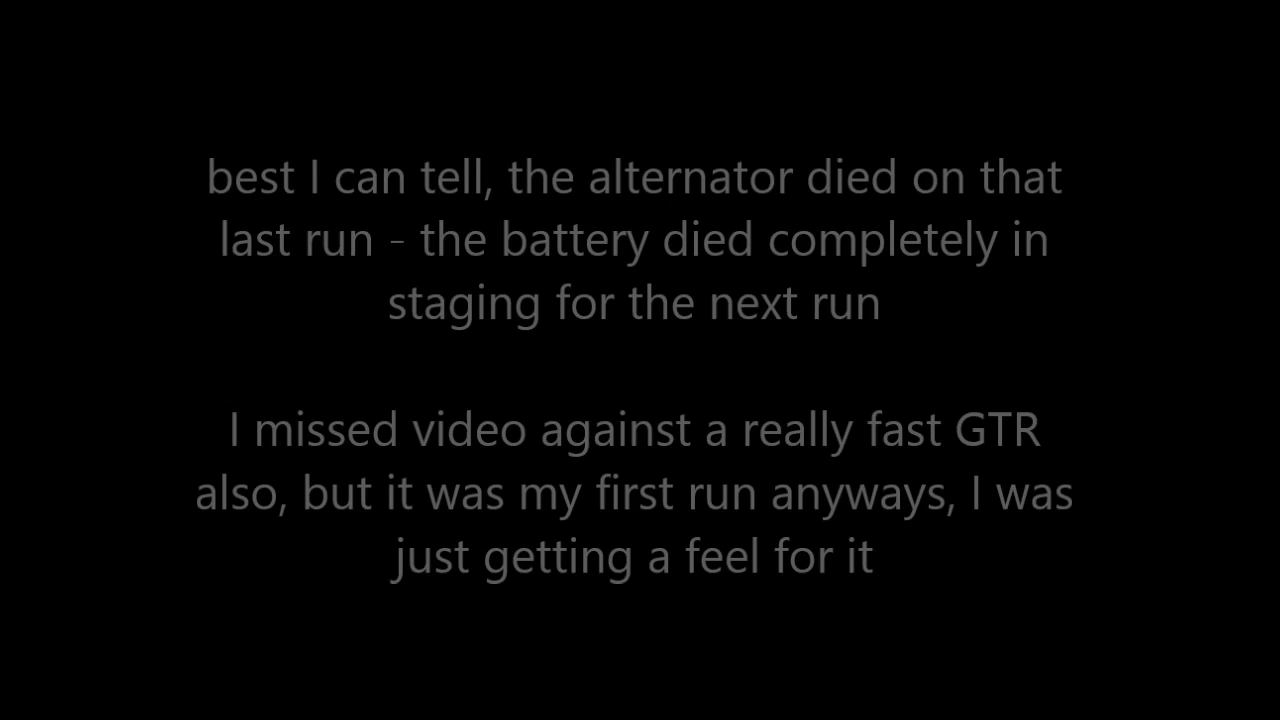 best I can tell, the alternator died on that
last run - the battery died completely in
staging for the next run
I missed video against a really fast GTR
also, but it was my first run anyways, I was
just getting a feel for it